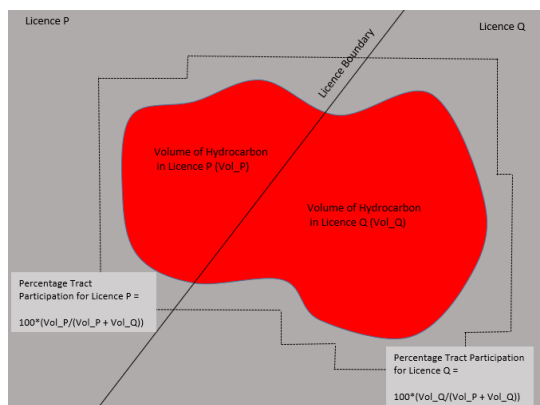 Licence P
Licence Q
Licence Boundary
Volume of Hydrocarbon
in Licence P (Vol_P)
Volume of Hydrocarbon
in Licence Q (Vol_Q)
Percentage Tract
Participation for Licence P =
100*(Vol_P/(Vol_P + Vol_Q))
Percentage Tract Participation
for Licence Q =
100*(Vol_Q/(Vol_P + Vol_Q))